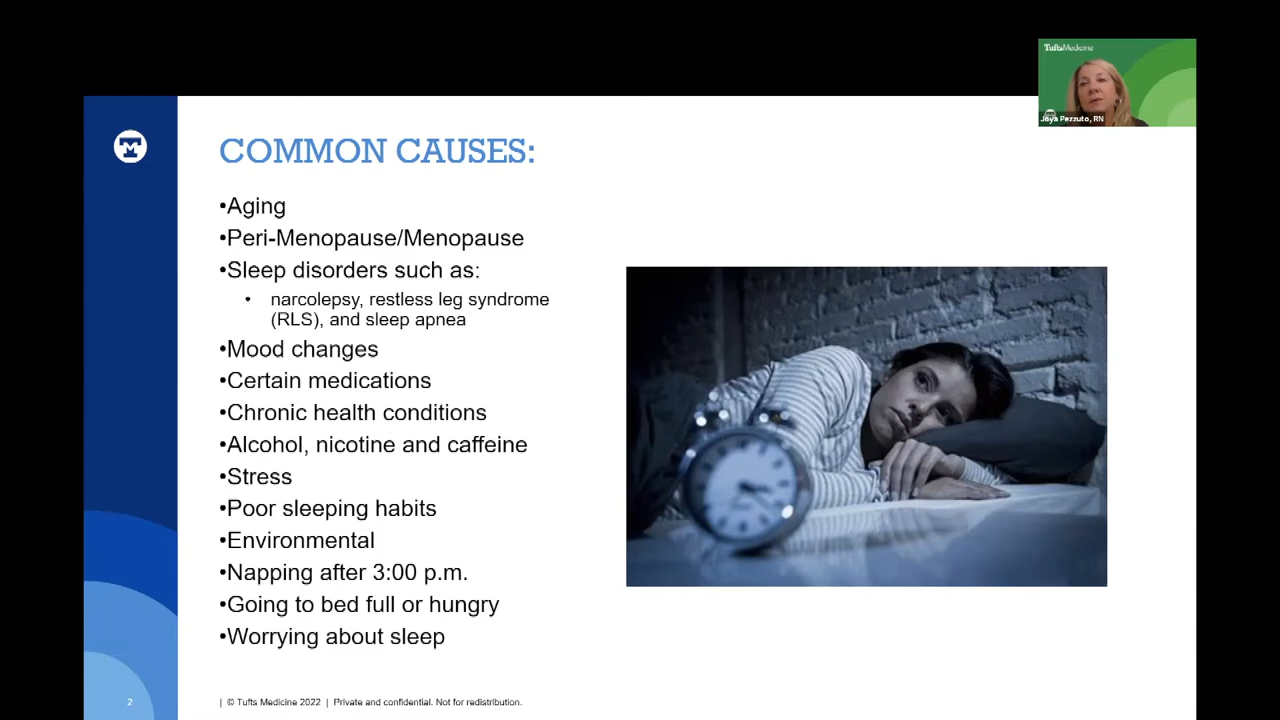 TuftsMedicine
Joya Pezzuto, RN
COMMON CAUSES:
•Aging
•Peri-Menopause/Menopause
•Sleep disorders such as:
• narcolepsy, restless leg syndrome
(RLS), and sleep apnea
•Mood changes
•Certain medications
•Chronic health conditions
•Alcohol, nicotine and caffeine
•Stress
•Poor sleeping habits
•Environmental
•Napping after 3:00 p.m.
•Going to bed full or hungry
•Worrying about sleep
2 | © Tufts Medicine 2022 | Private and confidential. Not for redistribution.